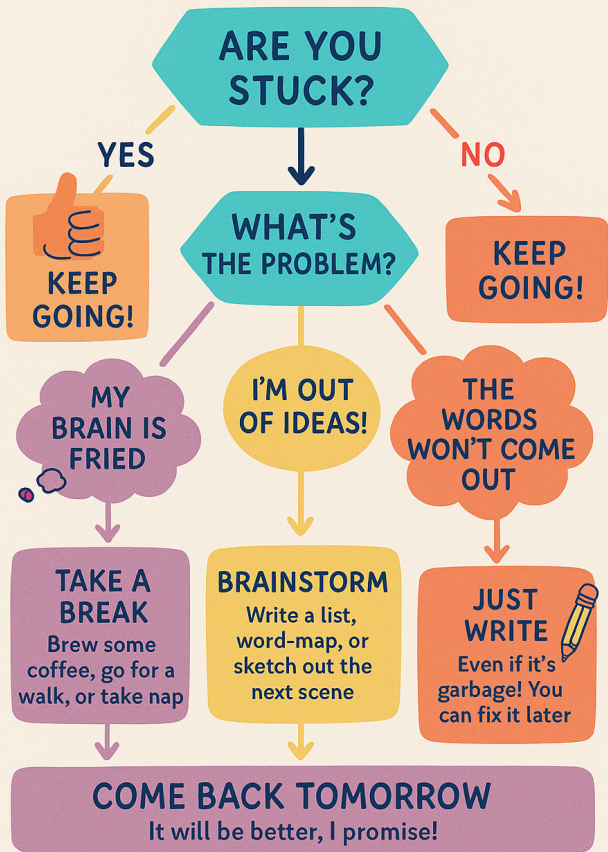 ARE YOU
STUCK?
YES
NO
KEEP
GOING!
WHAT'S
THE PROBLEM?
KEEP
GOING!
MY
BRAIN IS
FRIED
I'M OUT
OF IDEAS!
THE
WORDS
WON'T COME
OUT
TAKE A
BREAK
Brew some
coffee, go for a
walk, or take nap
BRAINSTORM
Write a list,
word-map, or
sketch out the
next scene
JUST
WRITE
Even if it's
garbage! You
can fix it later
COME BACK TOMORROW
It will be better, I promise!